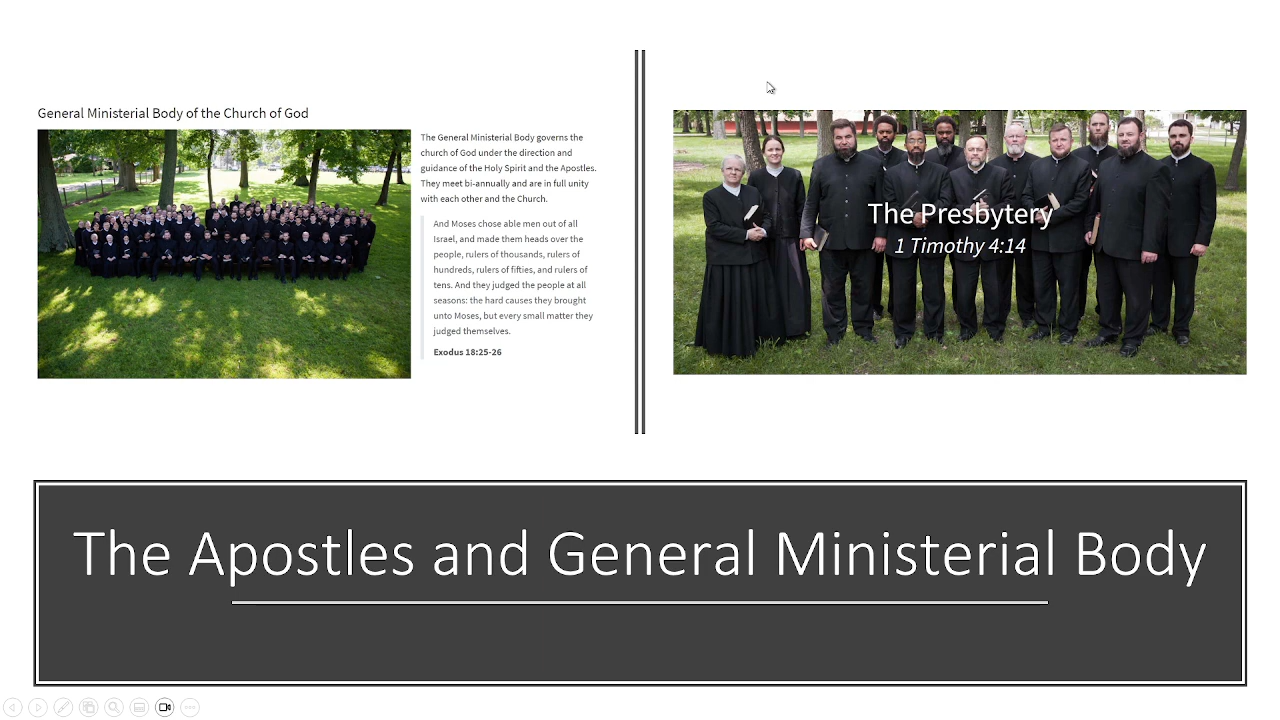 General Ministerial Body of the Church of God
The General Ministerial Body governs the
church of God under the direction and
guidance of the Holy Spirit and the Apostles.
They meet bi-annually and are in full unity
with each other and the Church.
And Moses chose able men out of all
Israel, and made them heads over the
people, rulers of thousands, rulers of
hundreds, rulers of fifties, and rulers of
tens. And they judged the people at all
seasons: the hard causes they brought
unto Moses, but every small matter they
judged themselves.
Exodus 18:25-26
The Presbytery
1 Timothy 4:14
The Apostles and General Ministerial Body